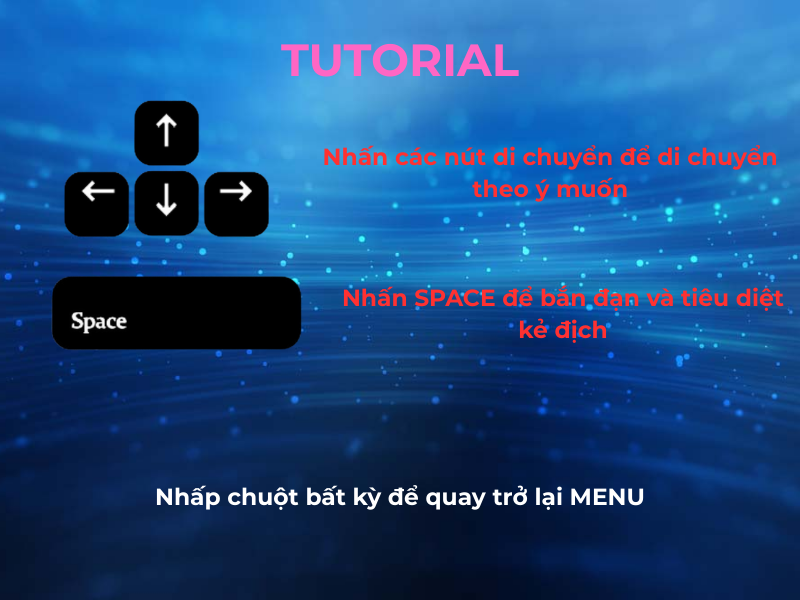 TUTORIAL
Nhấn các nút di chuyển để di chuyển
theo ý muốn
Nhấn SPACE để bắn đạn và tiêu diệt
kẻ địch
Space
Nhấp chuột bất kỳ để quay trở lại MENU